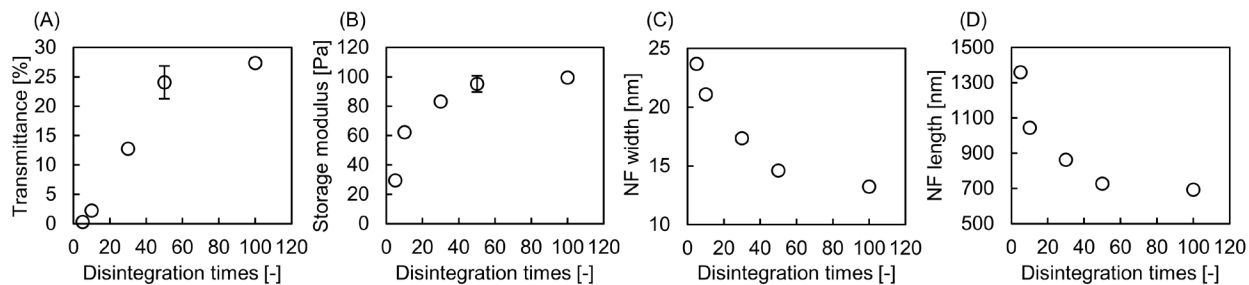 (A)
Transmittance [%]
30
25
20
15
10
5
0
0 20 40 60 80 100 120
Disintegration times [-]
(B)
Storage modulus [Pa]
120
100
80
60
40
20
0
0 20 40 60 80 100 120
Disintegration times [-]
(C)
NF width [nm]
25
20
15
10
0 20 40 60 80 100 120
Disintegration times [-]
(D)
NF length [nm]
1500
1300
1100
900
700
500
0 20 40 60 80 100 120
Disintegration times [-]